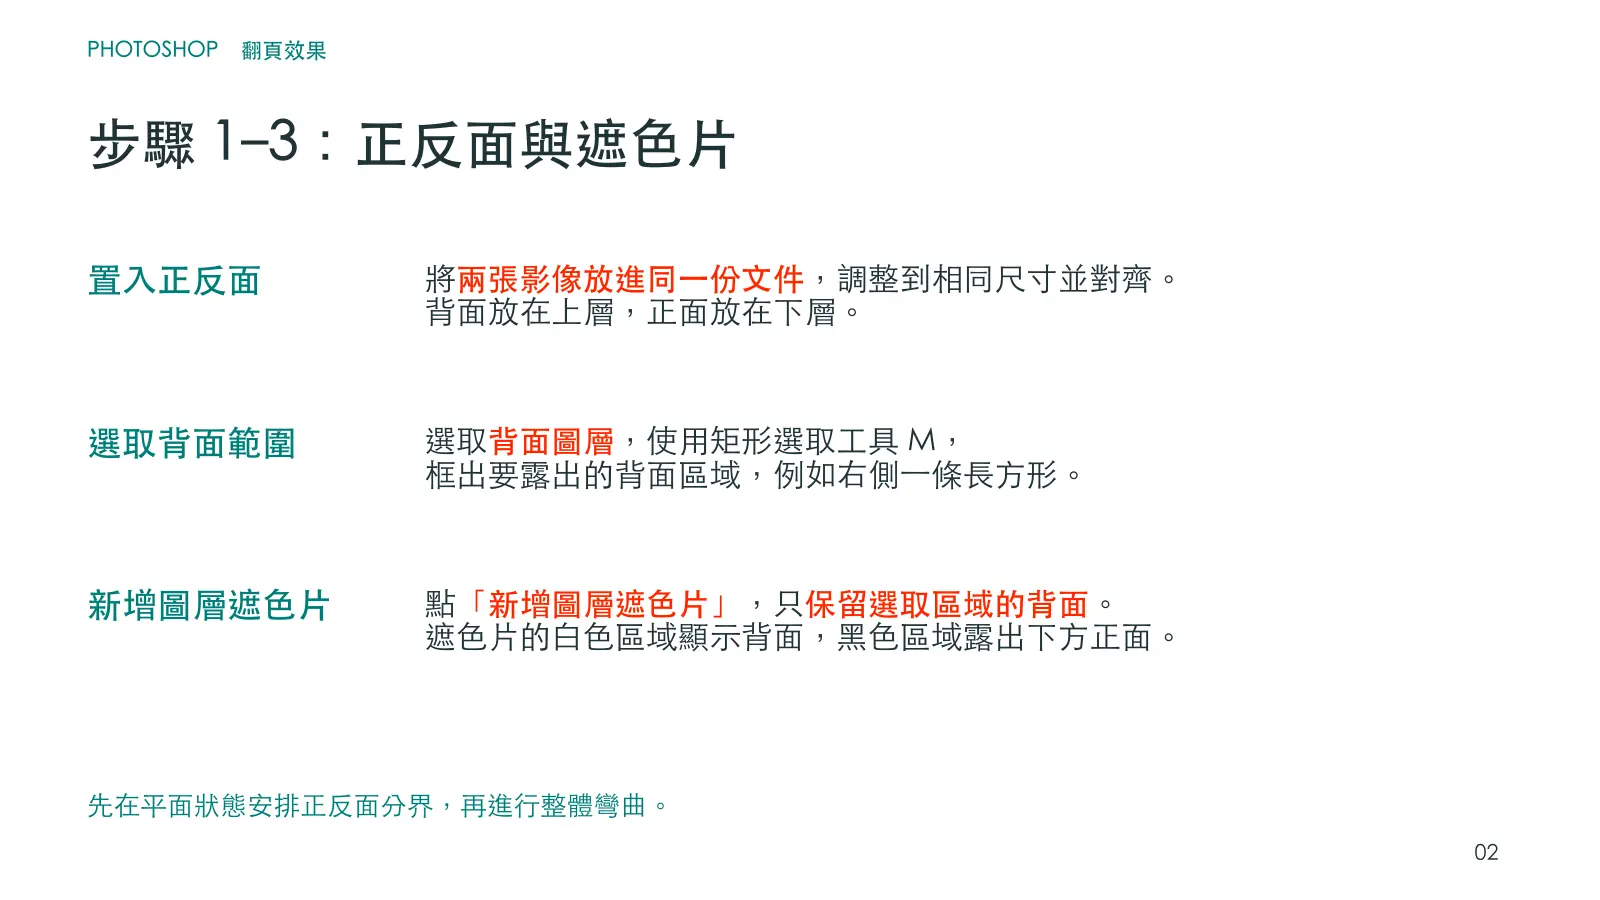 PHOTOSHOP 翻頁效果
步驟 1–3：正反面與遮色片
置入正反面
將兩張影像放進同一份文件，調整到相同尺寸並對齊。
背面放在上層，正面放在下層。
選取背面範圍
選取背面圖層，使用矩形選取工具 M，
框出要露出的背面區域，例如右側一條長方形。
新增圖層遮色片
點「新增圖層遮色片」，只保留選取區域的背面。
遮色片的白色區域顯示背面，黑色區域露出下方正面。
先在平面狀態安排正反面分界，再進行整體彎曲。
02